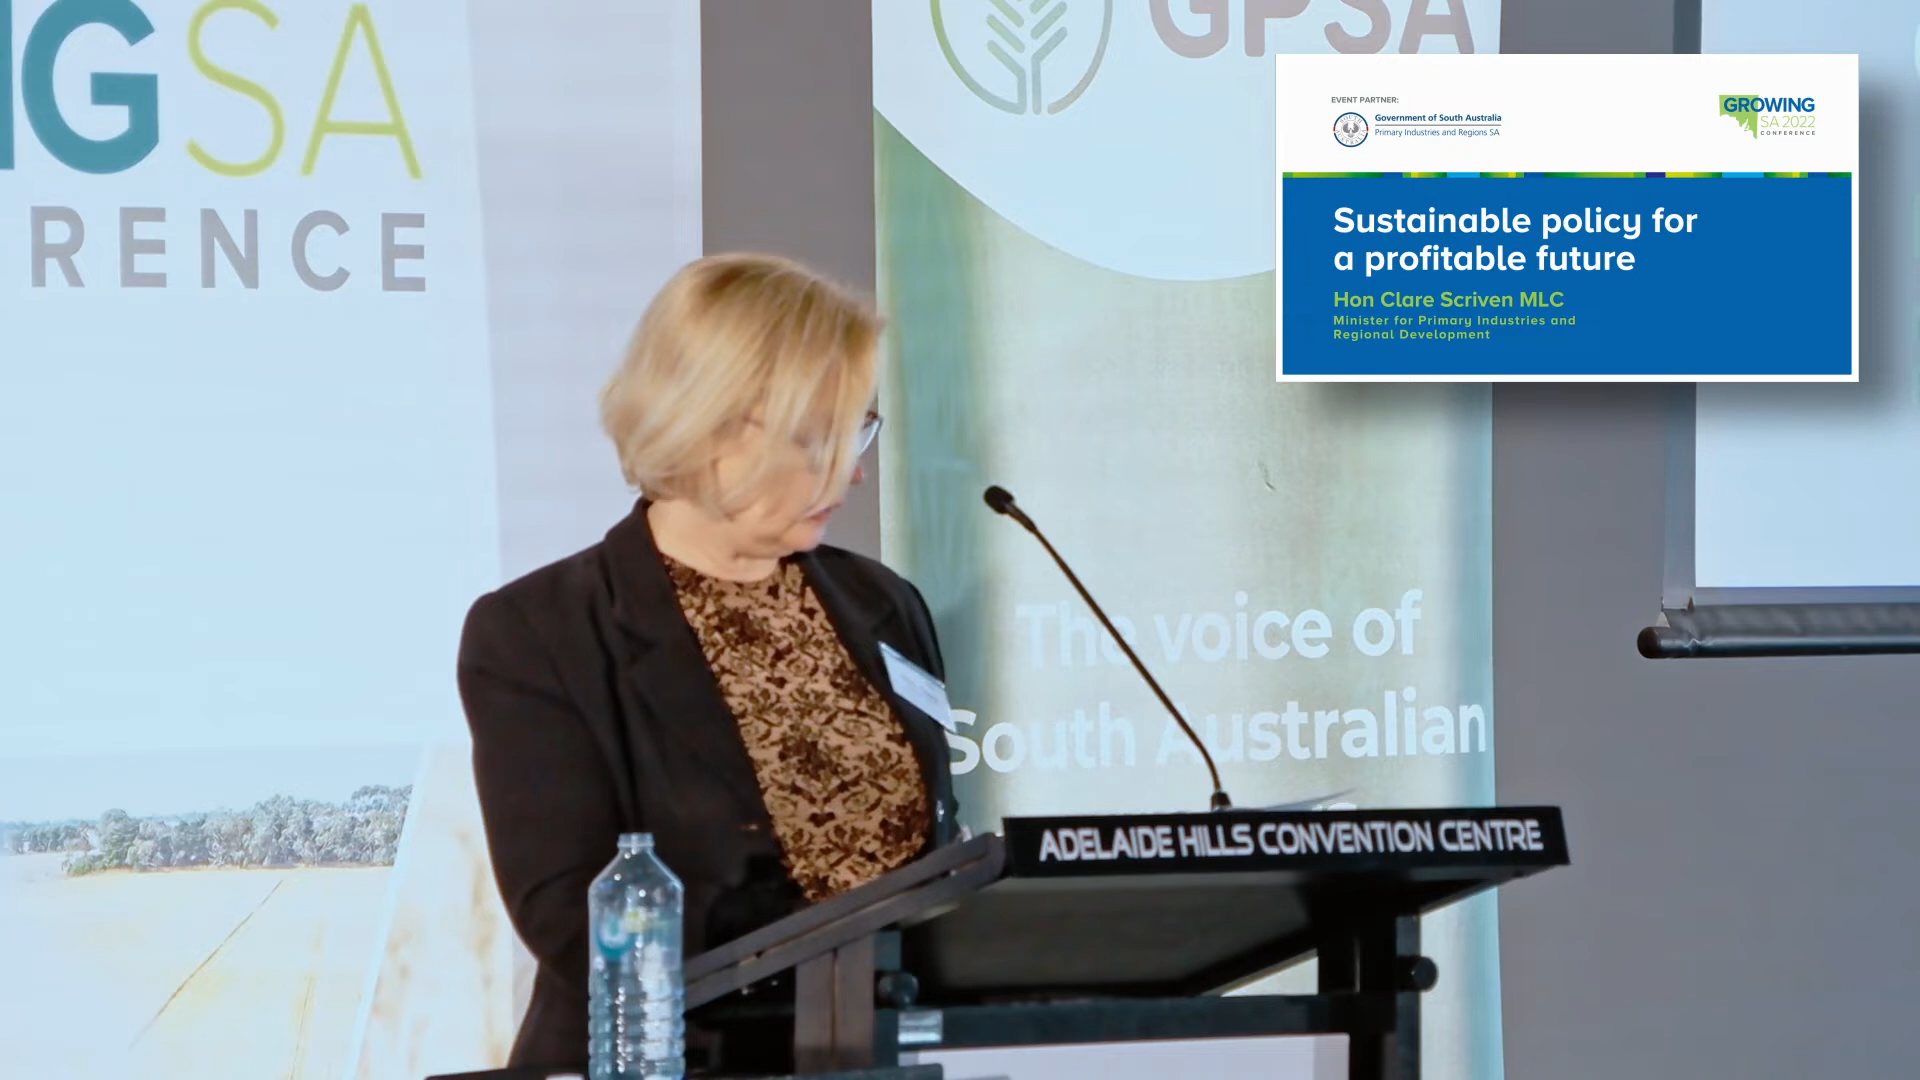 NGSA
RENCE
GPSA
EVENT PARTNER:
Government of South Australia
Primary Industries and Regions SA
GROWING
SA 2022
CONFERENCE
Sustainable policy for
a profitable future
Hon Clare Scriven MLC
Minister for Primary Industries and
Regional Development
The voice of
South Australian
ADELAIDE HILLS CONVENTION CENTRE